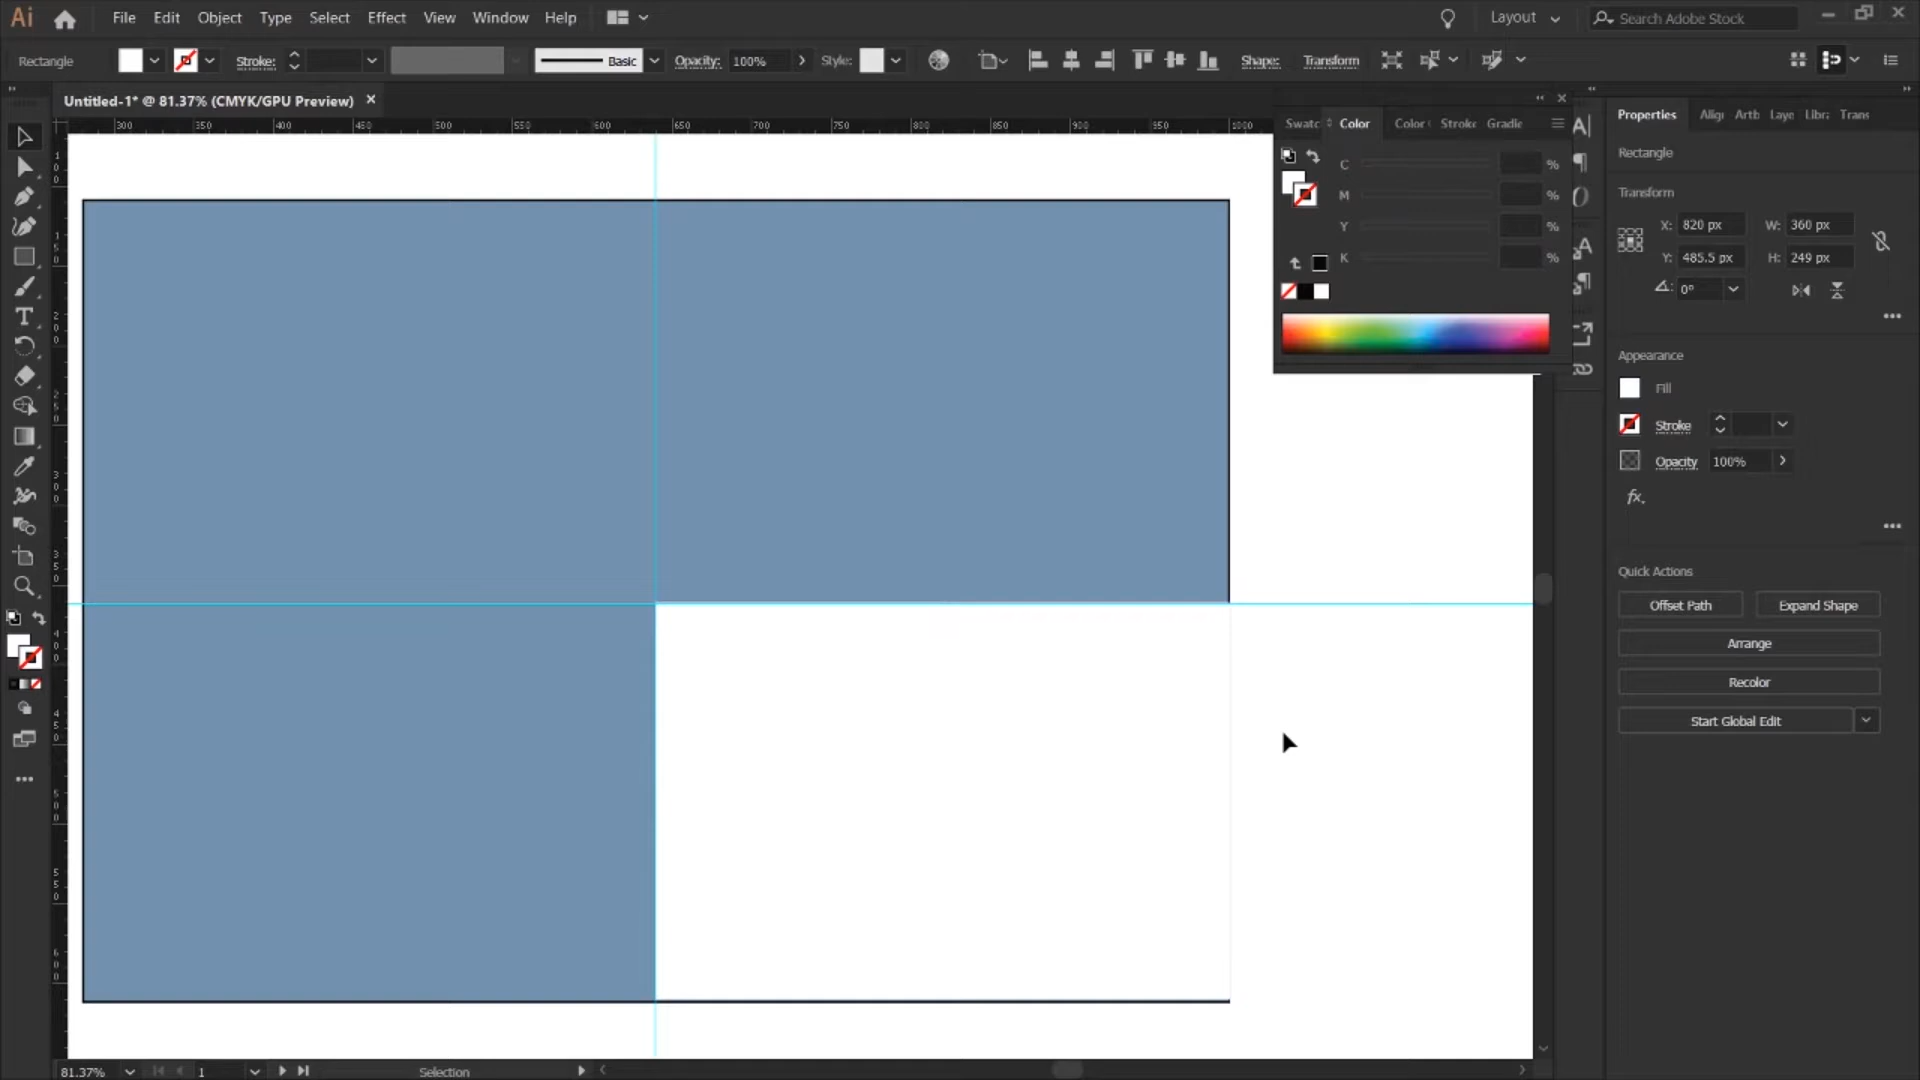 Ai File Edit Object Type Select Effect View Window Help Layout Search Adobe Stock
Rectangle Stroke: Basic Opacity: 100% Style: Shape: Transform
Untitled-1* @ 81.37% (CMYK/GPU Preview) ×
300 350 400 450 500 550 600 650 700 750 800 850 900 950 1000
Swatc Color Color Stroke Gradie
C %
M %
Y %
K %
Properties Alig Artb Laye Libr Trans
Rectangle
Transform
X: 820 px W: 360 px
Y: 485.5 px H: 249 px
0°
Appearance
Fill
Stroke
Opacity 100%
fx.
Quick Actions
Offset Path Expand Shape
Arrange
Recolor
Start Global Edit
81.37% 1 Selection